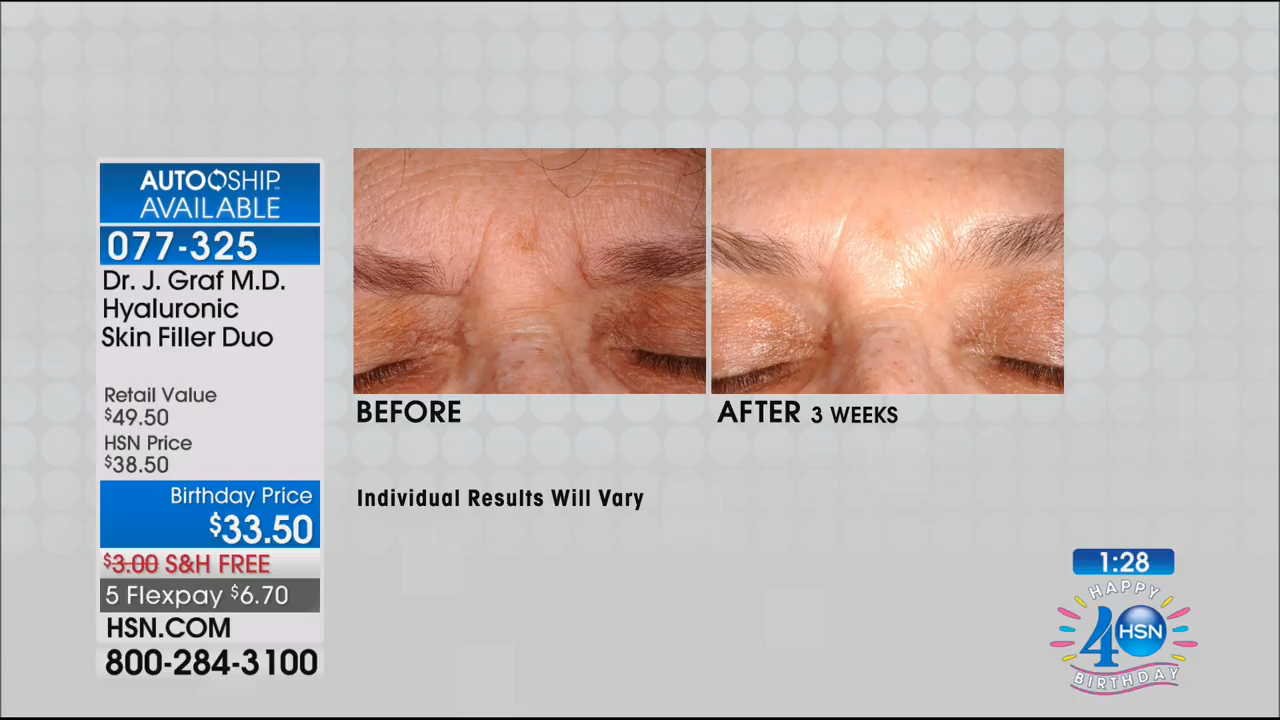 AUTOSHIP
AVAILABLE
077-325
Dr. J. Graf M.D.
Hyaluronic
Skin Filler Duo
Retail Value
$49.50
HSN Price
$38.50
Birthday Price
$33.50
$3.00 S&H FREE
5 Flexpay $6.70
HSN.COM
800-284-3100
BEFORE
AFTER 3 WEEKS
Individual Results Will Vary
1:28
HAPPY
40 HSN
BIRTHDAY